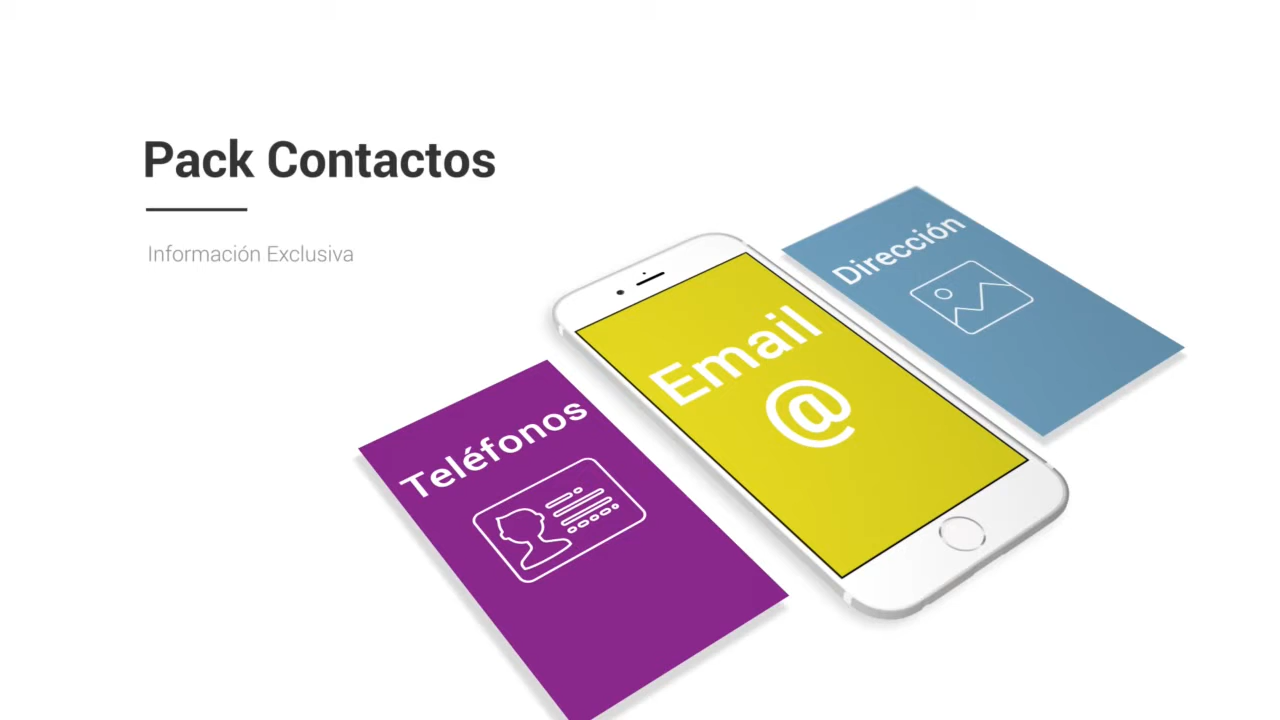 Pack Contactos
Información Exclusiva
Teléfonos
Email
@
Dirección